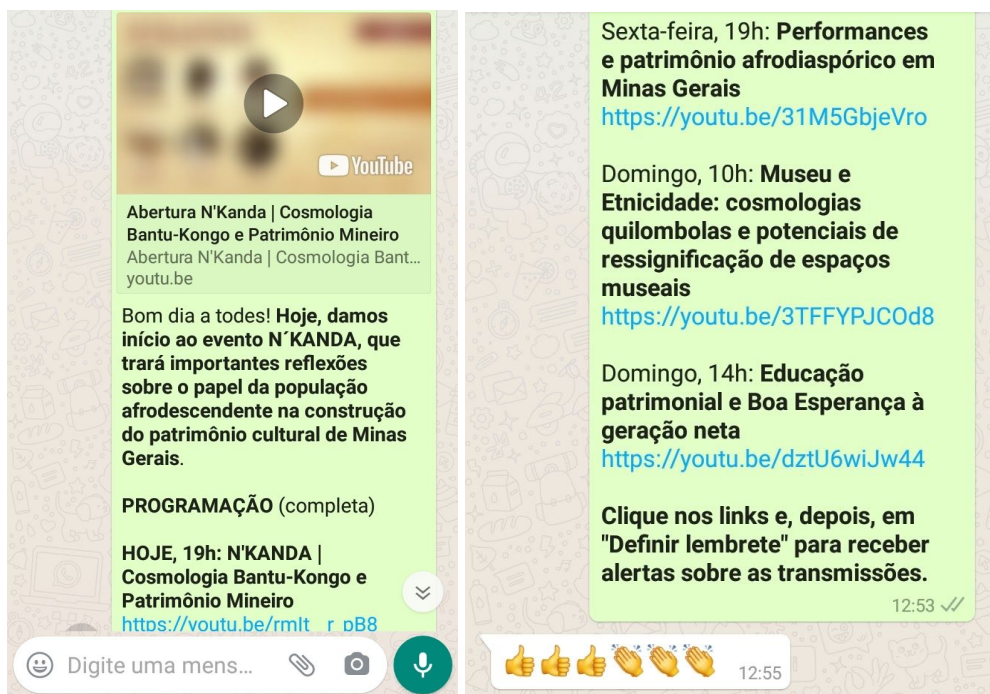 YouTube
Abertura N'Kanda | Cosmologia
Bantu-Kongo e Patrimônio Mineiro
Abertura N'Kanda | Cosmologia Bant...
youtu.be
Bom dia a todes! Hoje, damos
início ao evento N´KANDA, que
trará importantes reflexões
sobre o papel da população
afrodescendente na construção
do patrimônio cultural de Minas
Gerais.
PROGRAMAÇÃO (completa)
HOJE, 19h: N'KANDA |
Cosmologia Bantu-Kongo e
Patrimônio Mineiro
Digite uma mens...
Sexta-feira, 19h: Performances
e patrimônio afrodiaspórico em
Minas Gerais
https://youtu.be/31M5GbjeVro
Domingo, 10h: Museu e
Etnicidade: cosmologias
quilombolas e potenciais de
ressignificação de espaços
museais
https://youtu.be/3TFFYPJCOd8
Domingo, 14h: Educação
patrimonial e Boa Esperança à
geração neta
https://youtu.be/dztU6wiJw44
Clique nos links e, depois, em
"Definir lembrete" para receber
alertas sobre as transmissões.
12:53
👍👍👍👏👏👏 12:55